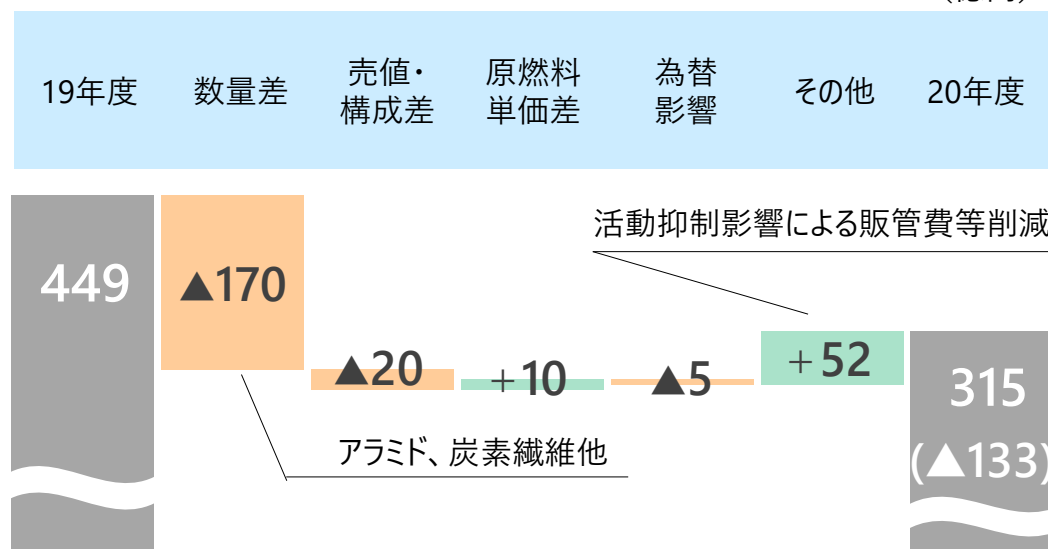 19年度
数量差
売値・
構成差
原燃料
単価差
為替
影響
その他
20年度
活動抑制影響による販管費等削減
449
▲170
▲20
+10
▲5
+52
315
(▲133)
アラミド、炭素繊維他